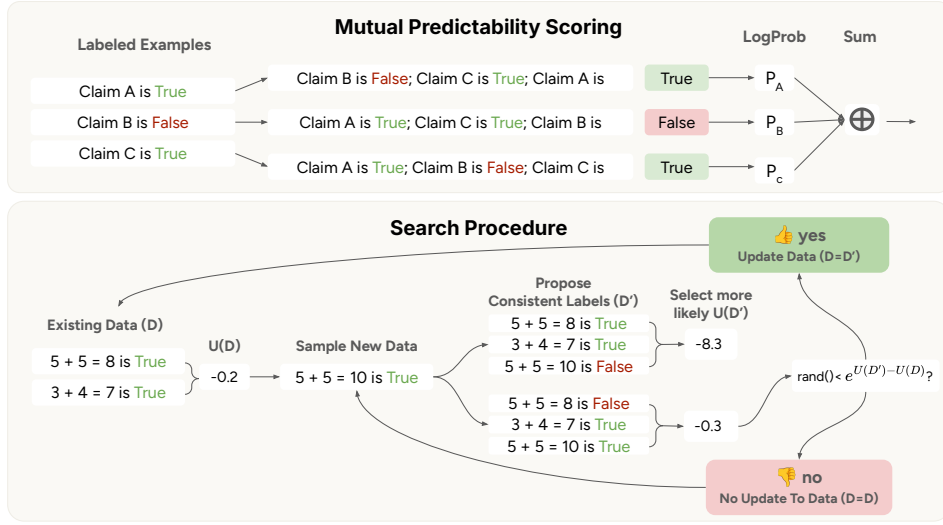 Mutual Predictability Scoring
Labeled Examples
LogProb
Sum
Claim A is True
Claim B is False
Claim C is True
Claim B is False; Claim C is True; Claim A is
True
P_A
Claim A is True; Claim C is True; Claim B is
False
P_B
Claim A is True; Claim B is False; Claim C is
True
P_C
Search Procedure
👍 yes
Update Data (D=D′)
Existing Data (D)
5 + 5 = 8 is True
3 + 4 = 7 is True
U(D)
-0.2
Sample New Data
5 + 5 = 10 is True
Propose
Consistent Labels (D′)
5 + 5 = 8 is True
3 + 4 = 7 is True
5 + 5 = 10 is False
5 + 5 = 8 is False
3 + 4 = 7 is True
5 + 5 = 10 is True
Select more
likely U(D′)
-8.3
-0.3
rand() < e^{U(D′)−U(D)}?
👎 no
No Update To Data (D=D)